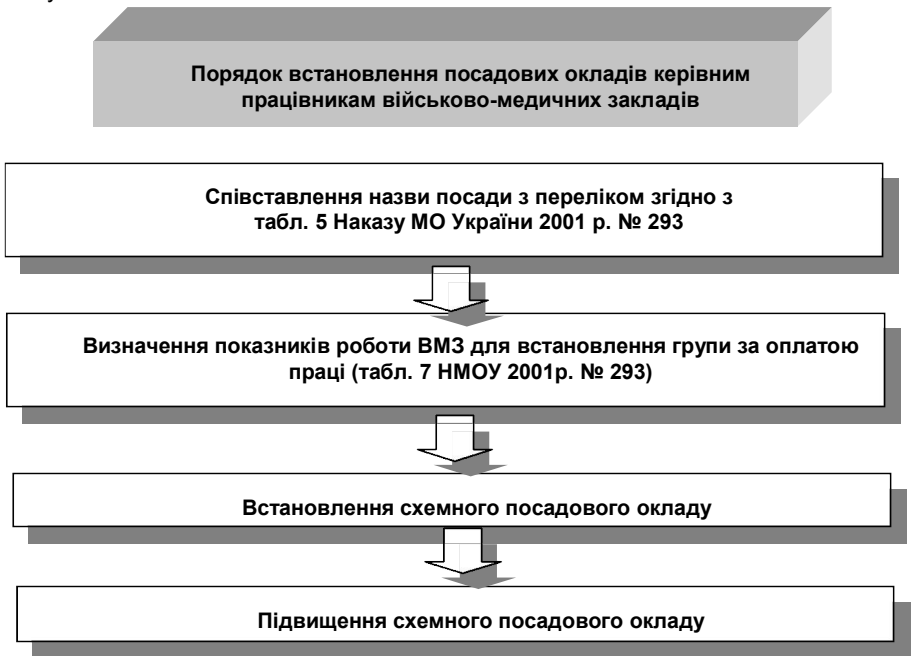 Порядок встановлення посадових окладів керівним
працівникам військово-медичних закладів
Співставлення назви посади з переліком згідно з
табл. 5 Наказу МО України 2001 р. № 293
Визначення показників роботи ВМЗ для встановлення групи за оплатою
праці (табл. 7 НМОУ 2001р. № 293)
Встановлення схемного посадового окладу
Підвищення схемного посадового окладу